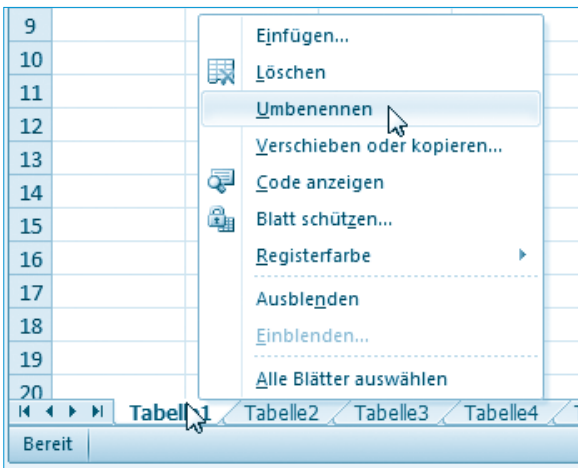 9
10
11
12
13
14
15
16
17
18
19
20
Einfügen...
Löschen
Umbenennen
Verschieben oder kopieren...
Code anzeigen
Blatt schützen...
Registerfarbe
Ausblenden
Einblenden...
Alle Blätter auswählen
Tabelle1 Tabelle2 Tabelle3 Tabelle4
Bereit